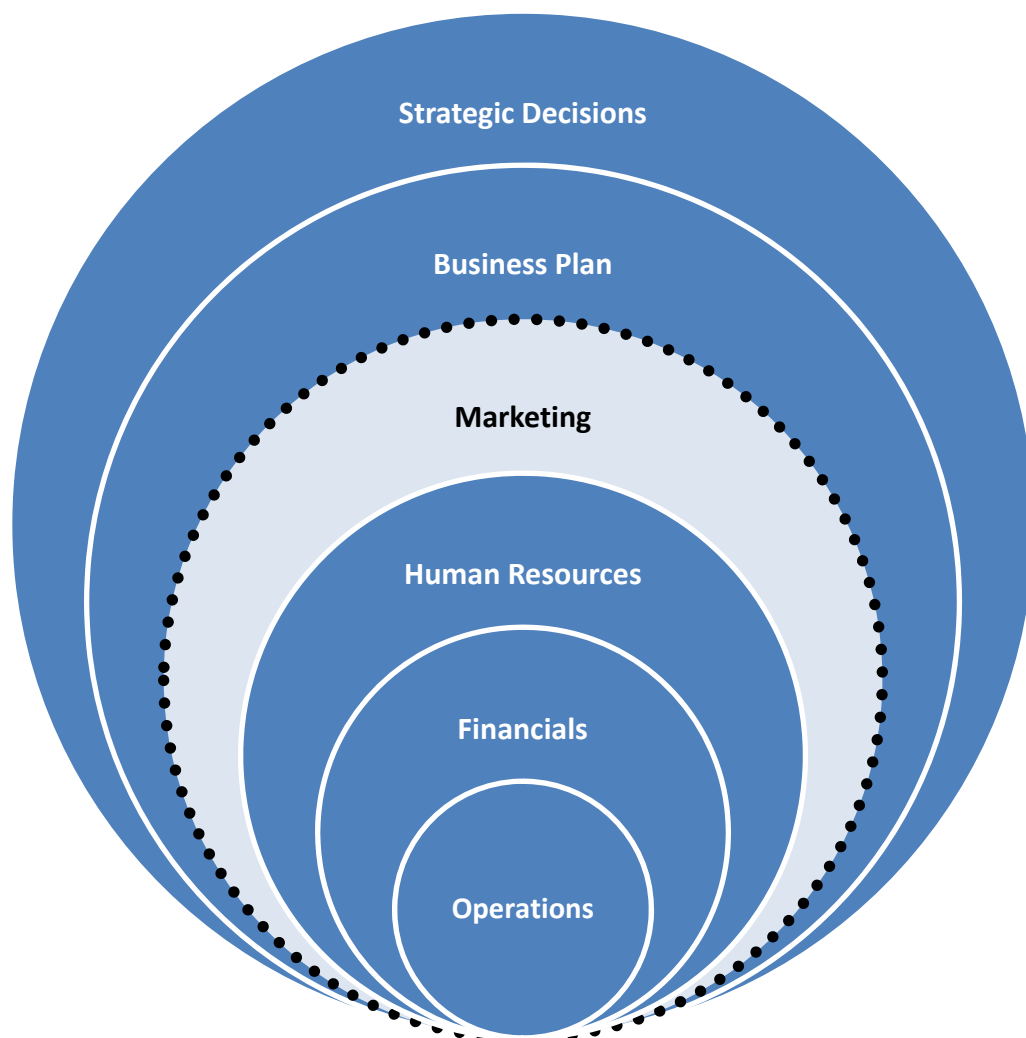 Strategic Decisions
Business Plan
Marketing
Human Resources
Financials
Operations